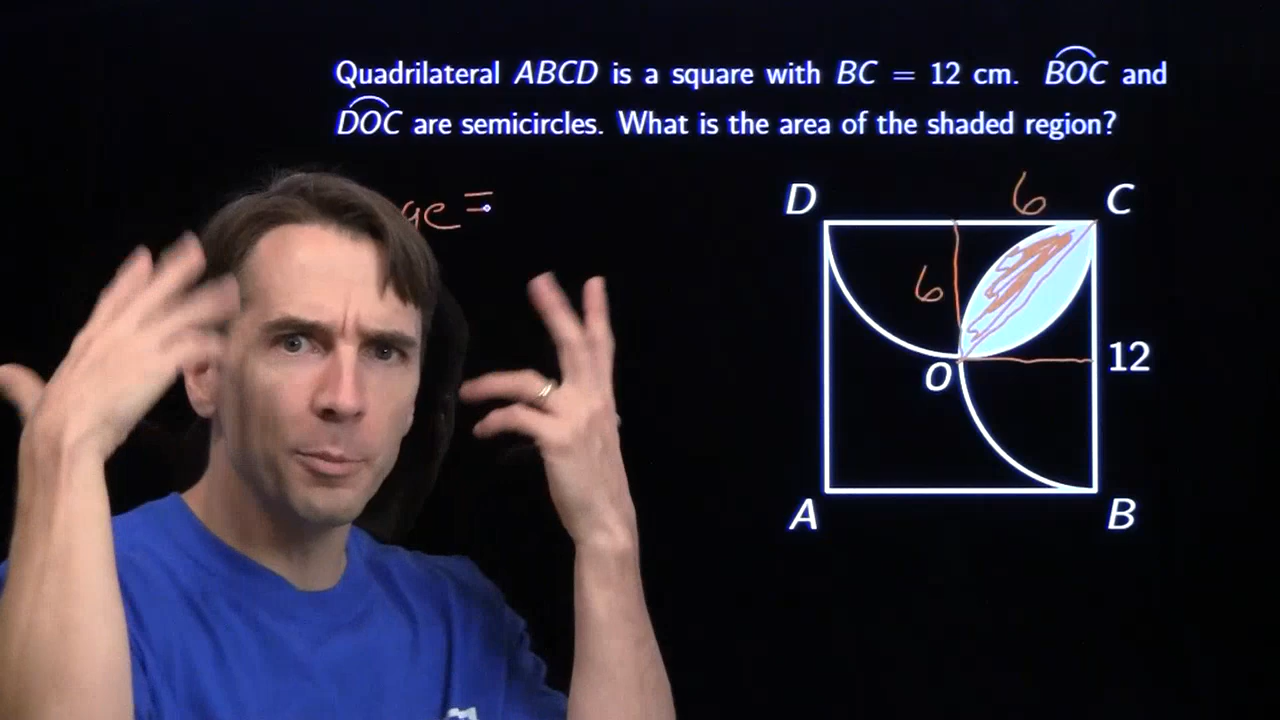 Quadrilateral ABCD is a square with BC = 12 cm. BOC and
DOC are semicircles. What is the area of the shaded region?
=
D
6
C
6
O
12
A
B